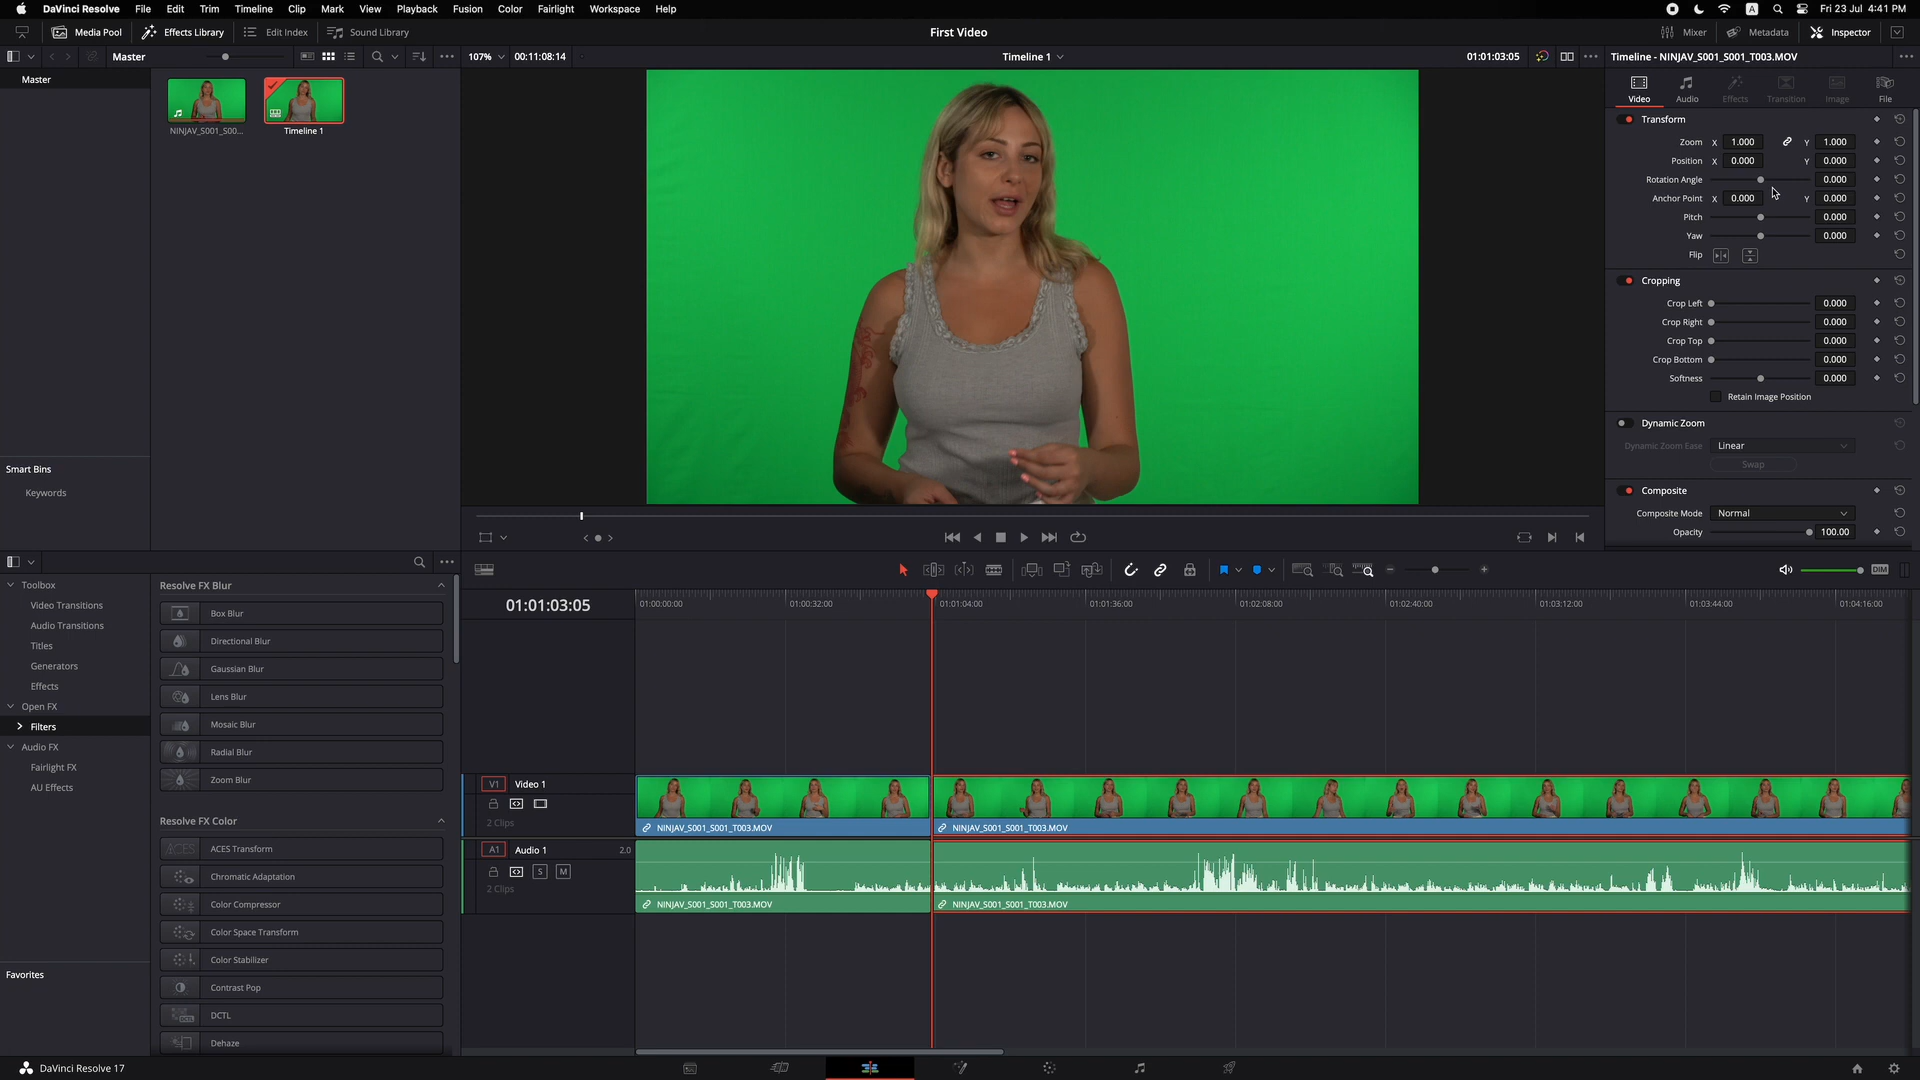 DaVinci Resolve File Edit Trim Timeline Clip Mark View Playback Fusion Color Fairlight Workspace Help A Fri 23 Jul 4:41 PM
Media Pool Effects Library Edit Index Sound Library First Video Mixer Metadata Inspector
Master 107% 00:11:08:14 Timeline 1 01:01:03:05 Timeline - NINJAV_S001_S001_T003.MOV
Master
NINJAV_S001_S00... Timeline 1
Video Audio Effects Transition Image File
Transform
Zoom X 1.000 Y 1.000
Position X 0.000 Y 0.000
Rotation Angle 0.000
Anchor Point X 0.000 Y 0.000
Pitch 0.000
Yaw 0.000
Flip
Cropping
Crop Left 0.000
Crop Right 0.000
Crop Top 0.000
Crop Bottom 0.000
Softness 0.000
Retain Image Position
Dynamic Zoom
Dynamic Zoom Ease Linear
Swap
Composite
Composite Mode Normal
Opacity 100.00
Smart Bins
Keywords
Toolbox
Video Transitions
Audio Transitions
Titles
Generators
Effects
Open FX
Filters
Audio FX
Fairlight FX
AU Effects
Favorites
Resolve FX Blur
Box Blur
Directional Blur
Gaussian Blur
Lens Blur
Mosaic Blur
Radial Blur
Zoom Blur
Resolve FX Color
ACES ACES Transform
Chromatic Adaptation
Color Compressor
Color Space Transform
Color Stabilizer
Contrast Pop
DCTL
Dehaze
DIM
01:01:03:05 01:00:00:00 01:00:32:00 01:01:04:00 01:01:36:00 01:02:08:00 01:02:40:00 01:03:12:00 01:03:44:00 01:04:16:00
V1 Video 1
2 Clips
NINJAV_S001_S001_T003.MOV NINJAV_S001_S001_T003.MOV
A1 Audio 1 2.0
S M
2 Clips
NINJAV_S001_S001_T003.MOV NINJAV_S001_S001_T003.MOV
DaVinci Resolve 17